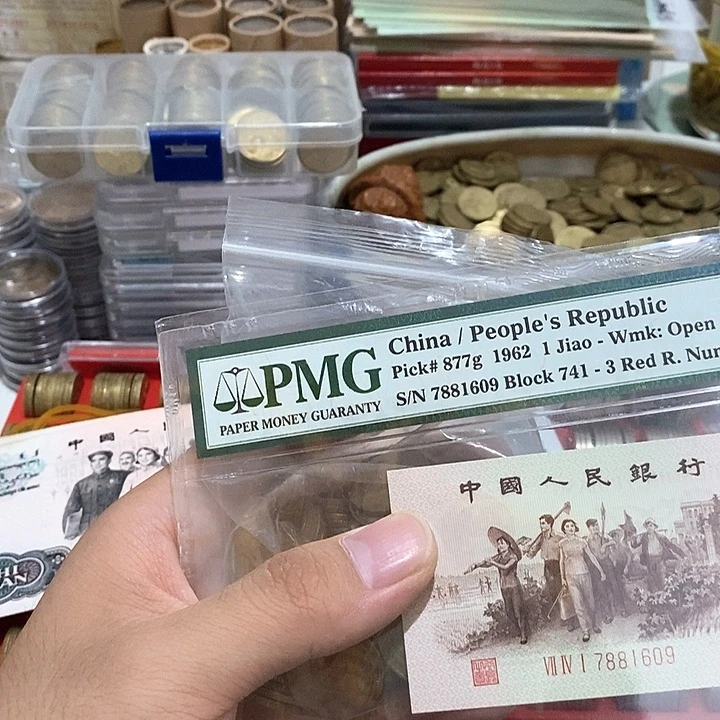 PMG
PAPER MONEY GUARANTY
China / People's Republic
Pick# 877g 1962 1 Jiao - Wmk: Open
S/N 7881609 Block 741 - 3 Red R.
中國人民銀行
VII IV I 7881609
中國人